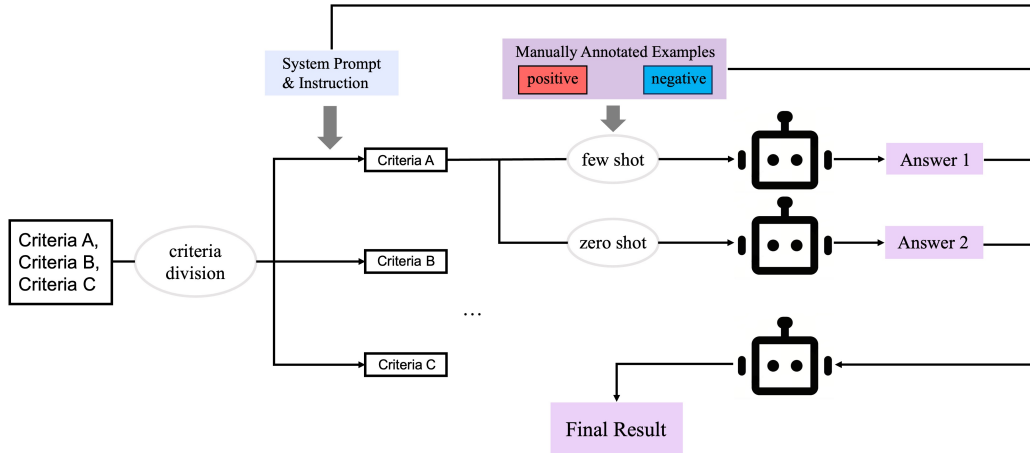 System Prompt
& Instruction
Manually Annotated Examples
positive
negative
Criteria A
few shot
Answer 1
Criteria A,
Criteria B,
Criteria C
criteria
division
zero shot
Answer 2
Criteria B
...
Criteria C
Final Result